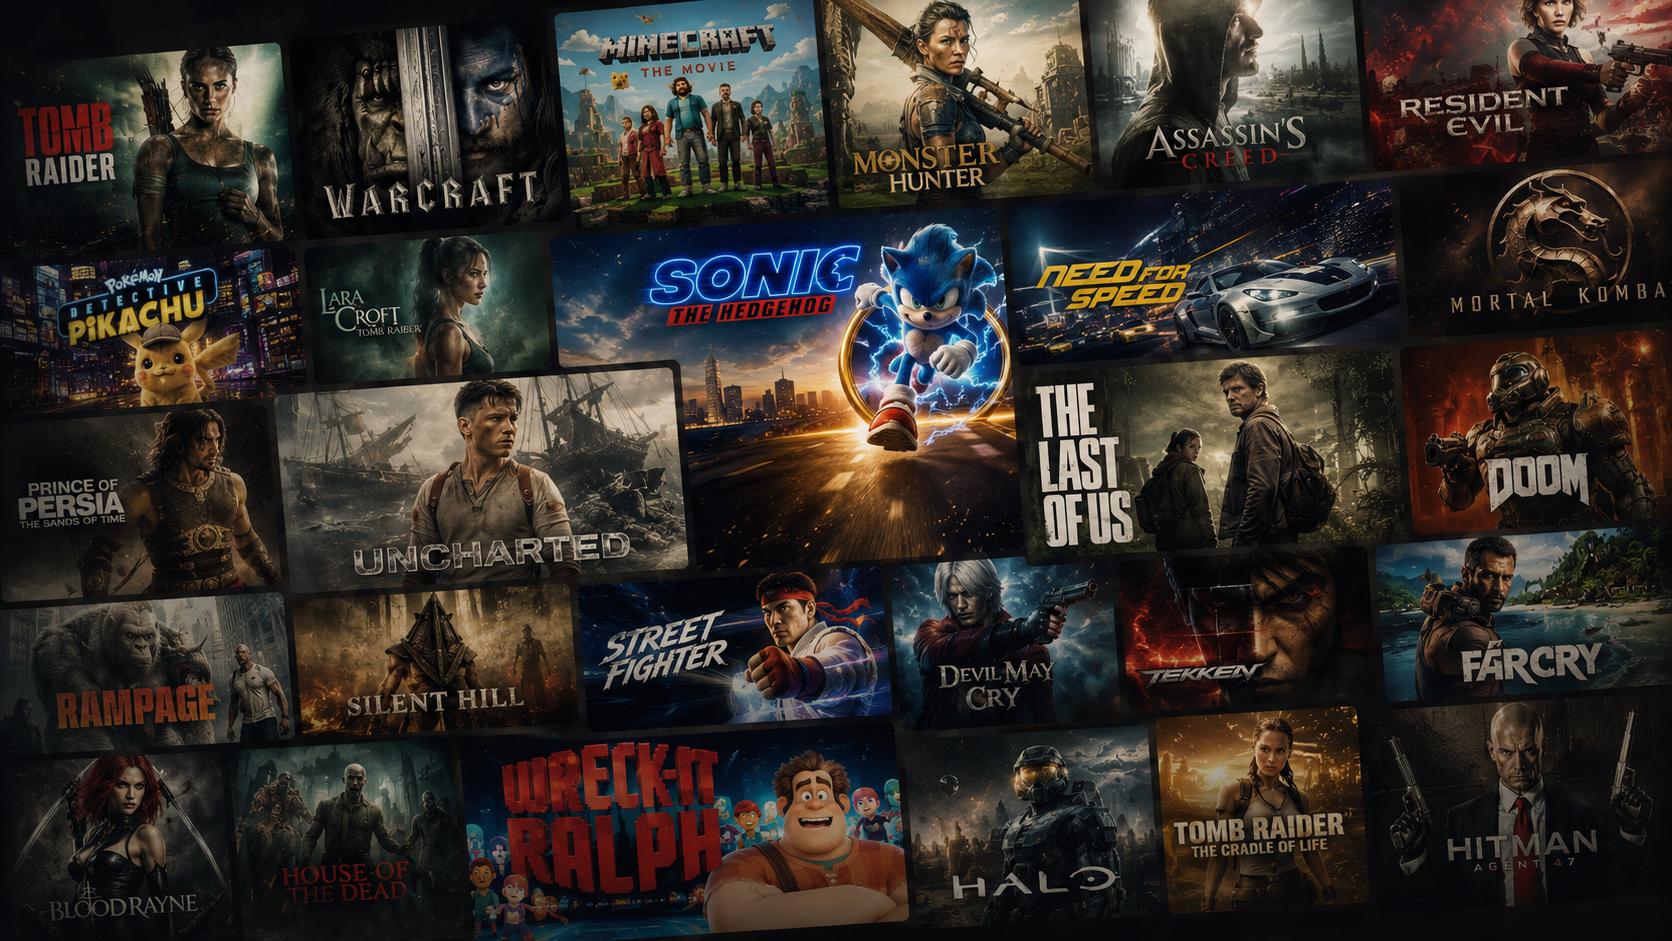 TOMB
RAIDER
WARCRAFT
MINECRAFT
THE MOVIE
MONSTER
HUNTER
ASSASSIN'S
CREED
RESIDENT
EVIL
POKÉMON
DETECTIVE
PiKACHU
LARA
CROFT
TOMB RAIDER
SONIC
THE HEDGEHOG
NEED FOR
SPEED
MORTAL KOMBA
PRINCE OF
PERSIA
THE SANDS OF TIME
UNCHARTED
THE
LAST
OF US
DOOM
RAMPAGE
SILENT HILL
STREET
FIGHTER
DEVIL MAY
CRY
TEKKEN
FARCRY
BLOODRAYNE
HOUSE OF
THE DEAD
WRECK-IT
RALPH
HALO
TOMB RAIDER
THE CRADLE OF LIFE
HITMAN
AGENT 47